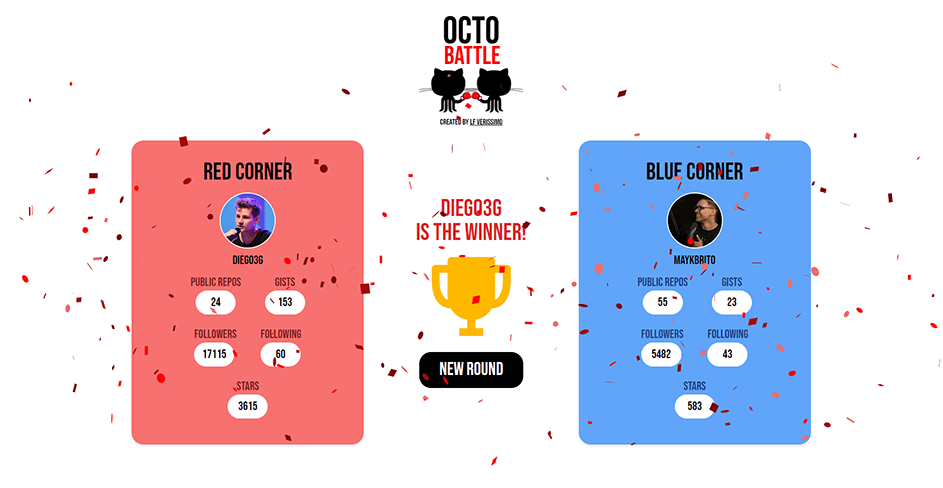 OCTO
BATTLE
CREATED BY LF VERISSIMO
RED CORNER
DIEGO3G
PUBLIC REPOS
GISTS
24
153
FOLLOWERS
FOLLOWING
17115
60
STARS
3615
DIEGO3G
IS THE WINNER!
NEW ROUND
BLUE CORNER
MAYKBRITO
PUBLIC REPOS
GISTS
55
23
FOLLOWERS
FOLLOWING
5482
43
STARS
583